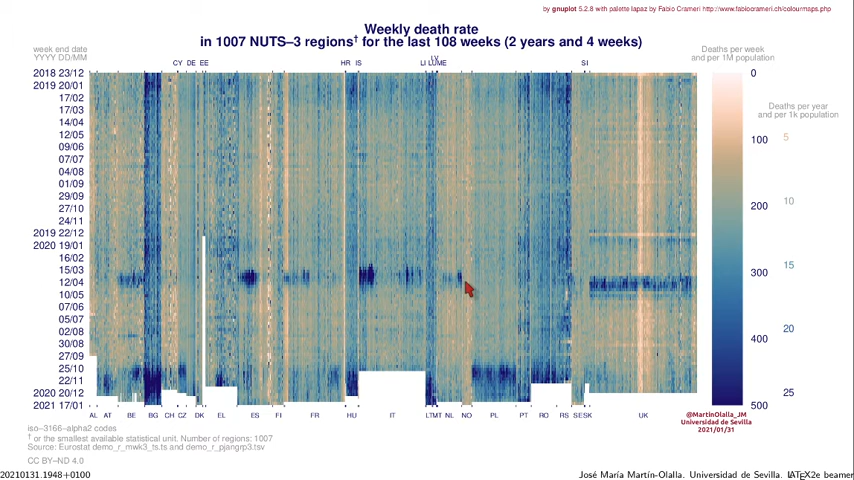 by gnuplot 5.2.8 with palette lapaz by Fabio Crameri http://www.fabiocrameri.ch/colourmaps.php
Weekly death rate
in 1007 NUTS–3 regions† for the last 108 weeks (2 years and 4 weeks)
week end date
YYYY DD/MM
Deaths per week
and per 1M population
CY DE EE HR IS LI LU LV ME SI
2018 23/12
2019 20/01
17/02
17/03
14/04
12/05
09/06
07/07
04/08
01/09
29/09
27/10
24/11
2019 22/12
2020 19/01
16/02
15/03
12/04
10/05
07/06
05/07
02/08
30/08
27/09
25/10
22/11
2020 20/12
2021 17/01
0
100
200
300
400
500
Deaths per year
and per 1k population
5
10
15
20
25
AL AT BE BG CH CZ DK EL ES FI FR HU IT LT MT NL NO PL PT RO RS SE SK UK
@MartinOlalla_JM
Universidad de Sevilla
2021/01/31
iso–3166–alpha2 codes
† or the smallest available statistical unit. Number of regions: 1007
Source: Eurostat demo_r_mwk3_ts.ts and demo_r_pjangrp3.tsv
CC BY–ND 4.0
20210131.1948+0100
José María Martín-Olalla. Universidad de Sevilla. LATEX2e beamer